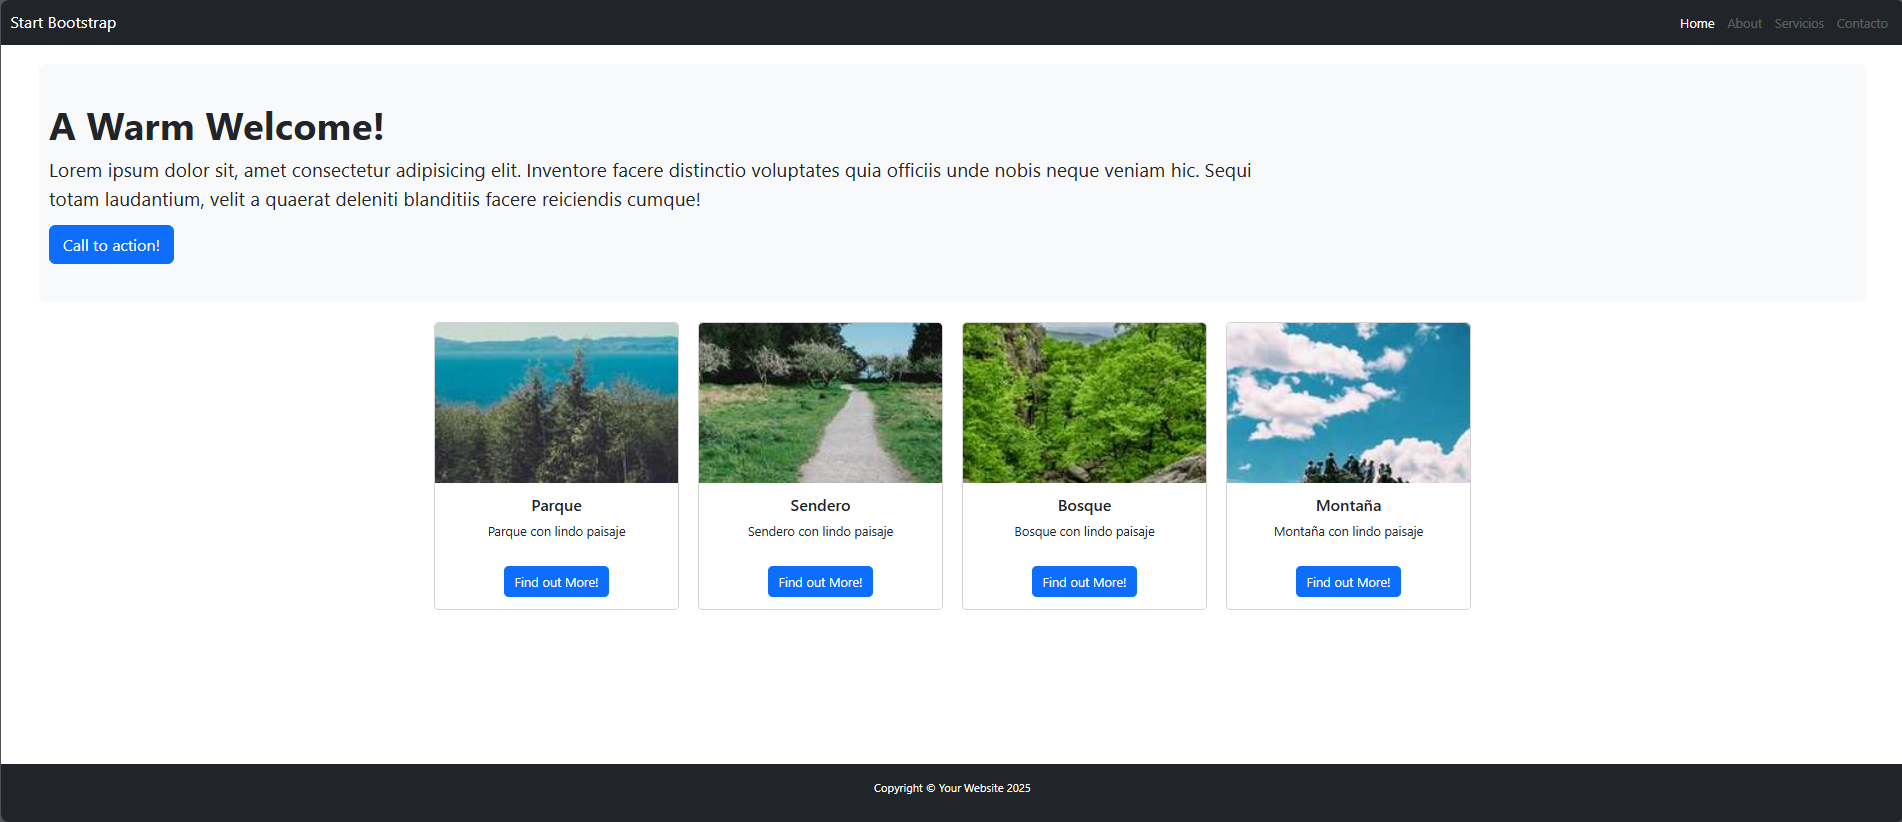 Start Bootstrap
Home About Servicios Contacto
A Warm Welcome!
Lorem ipsum dolor sit, amet consectetur adipisicing elit. Inventore facere distinctio voluptates quia officiis unde nobis neque veniam hic. Sequi
totam laudantium, velit a quaerat deleniti blanditiis facere reiciendis cumque!
Call to action!
Parque
Parque con lindo paisaje
Find out More!
Sendero
Sendero con lindo paisaje
Find out More!
Bosque
Bosque con lindo paisaje
Find out More!
Montaña
Montaña con lindo paisaje
Find out More!
Copyright © Your Website 2025